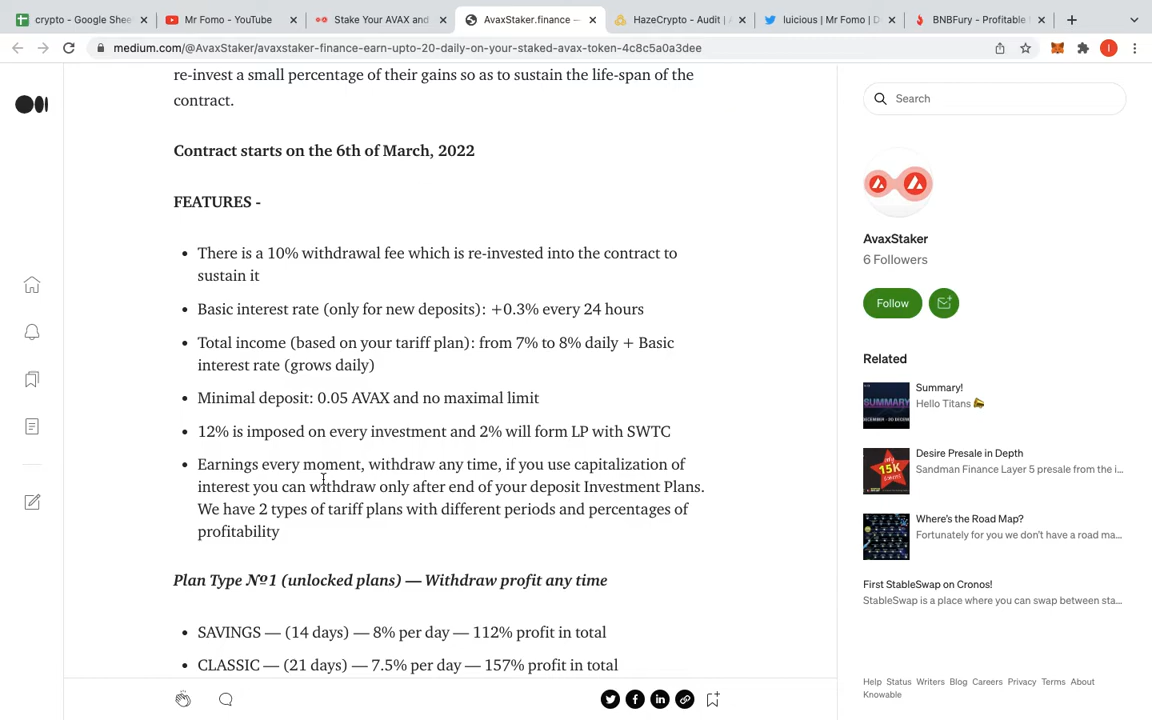 crypto - Google Shee
Mr Fomo - YouTube
Stake Your AVAX and
AvaxStaker.finance —
HazeCrypto - Audit | A
luicious | Mr Fomo | D
BNBFury - Profitable
medium.com/@AvaxStaker/avaxstaker-finance-earn-upto-20-daily-on-your-staked-avax-token-4c8c5a0a3dee
I
re-invest a small percentage of their gains so as to sustain the life-span of the
contract.
Contract starts on the 6th of March, 2022
FEATURES -
There is a 10% withdrawal fee which is re-invested into the contract to
sustain it
Basic interest rate (only for new deposits): +0.3% every 24 hours
Total income (based on your tariff plan): from 7% to 8% daily + Basic
interest rate (grows daily)
Minimal deposit: 0.05 AVAX and no maximal limit
12% is imposed on every investment and 2% will form LP with SWTC
Earnings every moment, withdraw any time, if you use capitalization of
interest you can withdraw only after end of your deposit Investment Plans.
We have 2 types of tariff plans with different periods and percentages of
profitability
Plan Type №1 (unlocked plans) — Withdraw profit any time
SAVINGS — (14 days) — 8% per day — 112% profit in total
CLASSIC — (21 days) — 7.5% per day — 157% profit in total
Search
AvaxStaker
6 Followers
Follow
Related
SUMMARY
Summary!
Hello Titans
15K
Desire Presale in Depth
Sandman Finance Layer 5 presale from the i...
Where's the Road Map?
Fortunately for you we don't have a road ma...
First StableSwap on Cronos!
StableSwap is a place where you can swap between sta...
Help Status Writers Blog Careers Privacy Terms About
Knowable